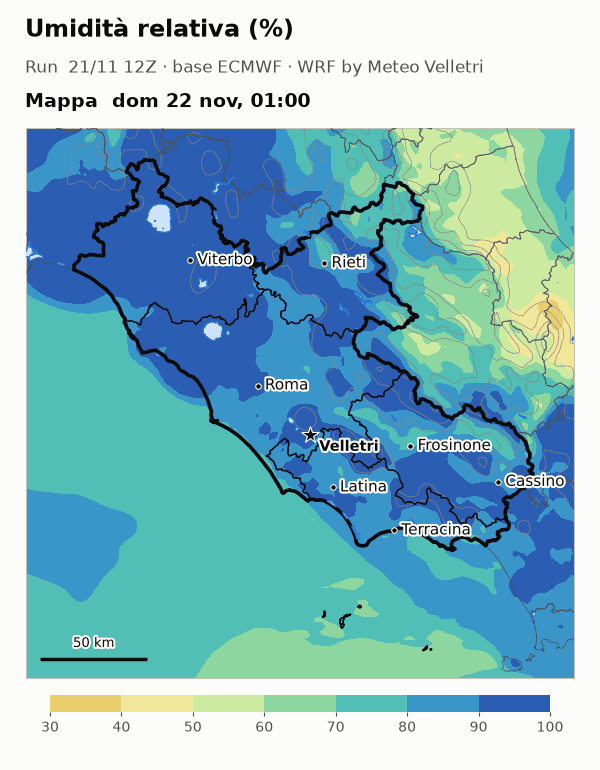 Umidità relativa (%)
Run  21/11 12Z · base ECMWF · WRF by Meteo Velletri
Mappa  dom 22 nov, 01:00
Viterbo
Rieti
Roma
Velletri
Frosinone
Latina
Cassino
Terracina
50 km
30 40 50 60 70 80 90 100